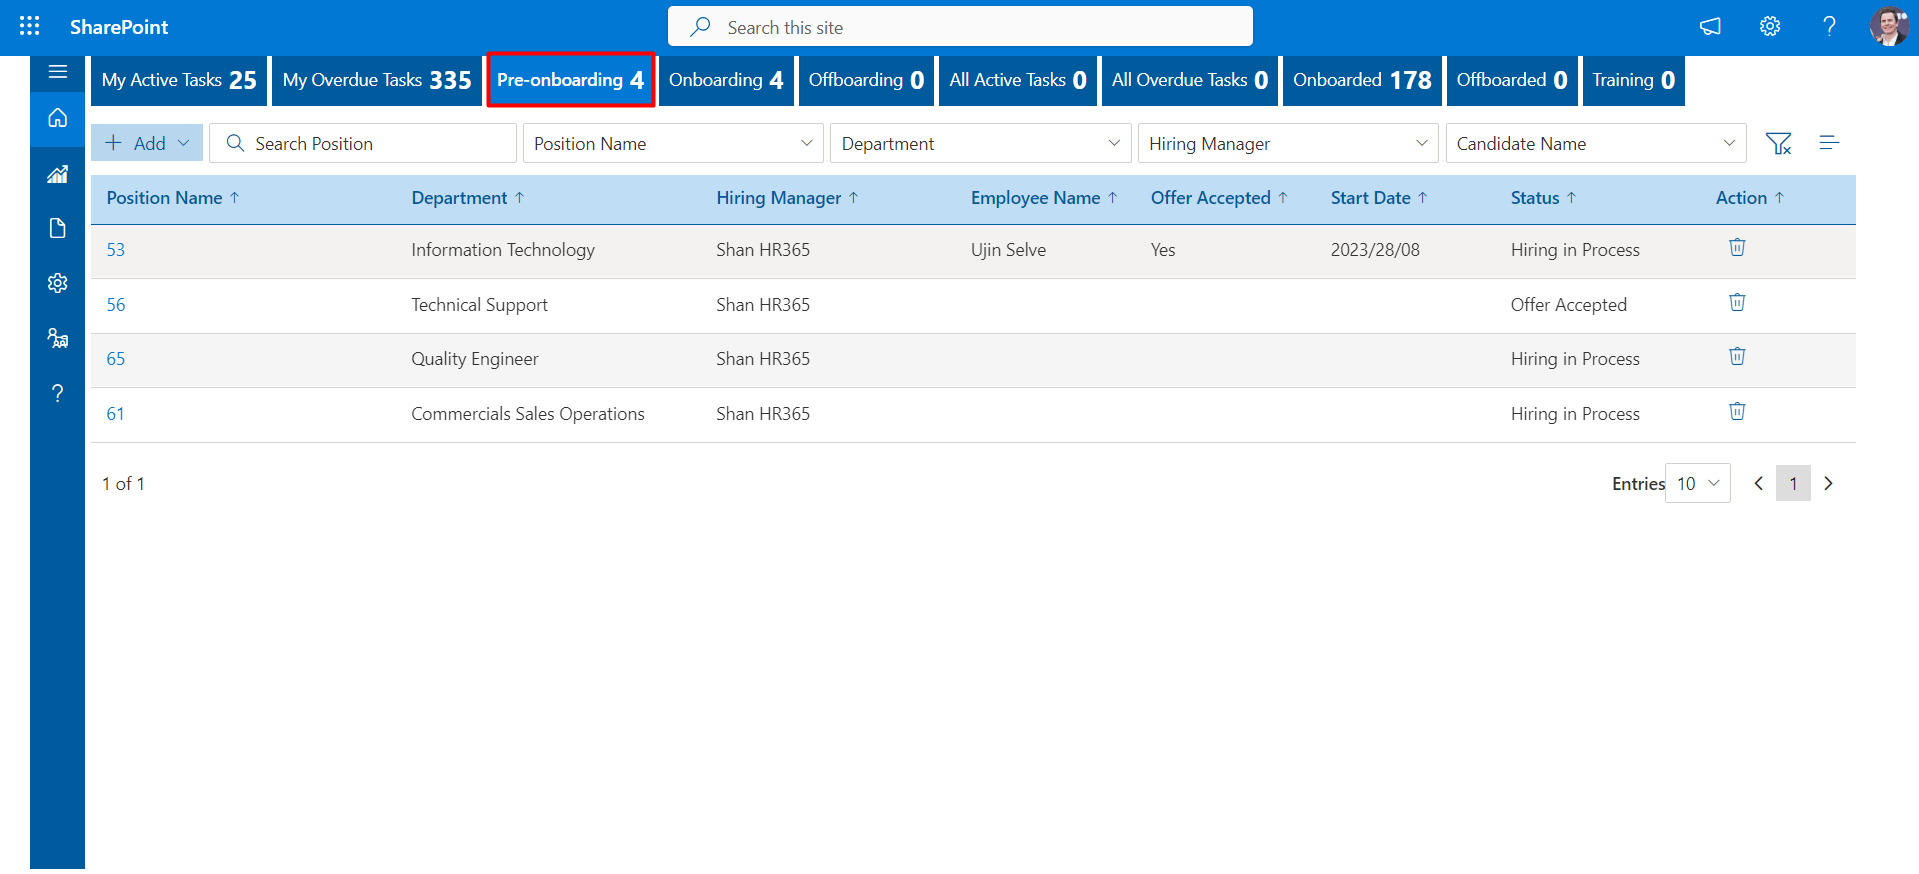 SharePoint
Search this site
?
My Active Tasks 25
My Overdue Tasks 335
Pre-onboarding 4
Onboarding 4
Offboarding 0
All Active Tasks 0
All Overdue Tasks 0
Onboarded 178
Offboarded 0
Training 0
+ Add
Search Position
Position Name
Department
Hiring Manager
Candidate Name
Position Name ↑ Department ↑ Hiring Manager ↑ Employee Name ↑ Offer Accepted ↑ Start Date ↑ Status ↑ Action ↑
53 Information Technology Shan HR365 Ujin Selve Yes 2023/28/08 Hiring in Process
56 Technical Support Shan HR365 Offer Accepted
65 Quality Engineer Shan HR365 Hiring in Process
61 Commercials Sales Operations Shan HR365 Hiring in Process
?
1 of 1
Entries 10 < 1 >